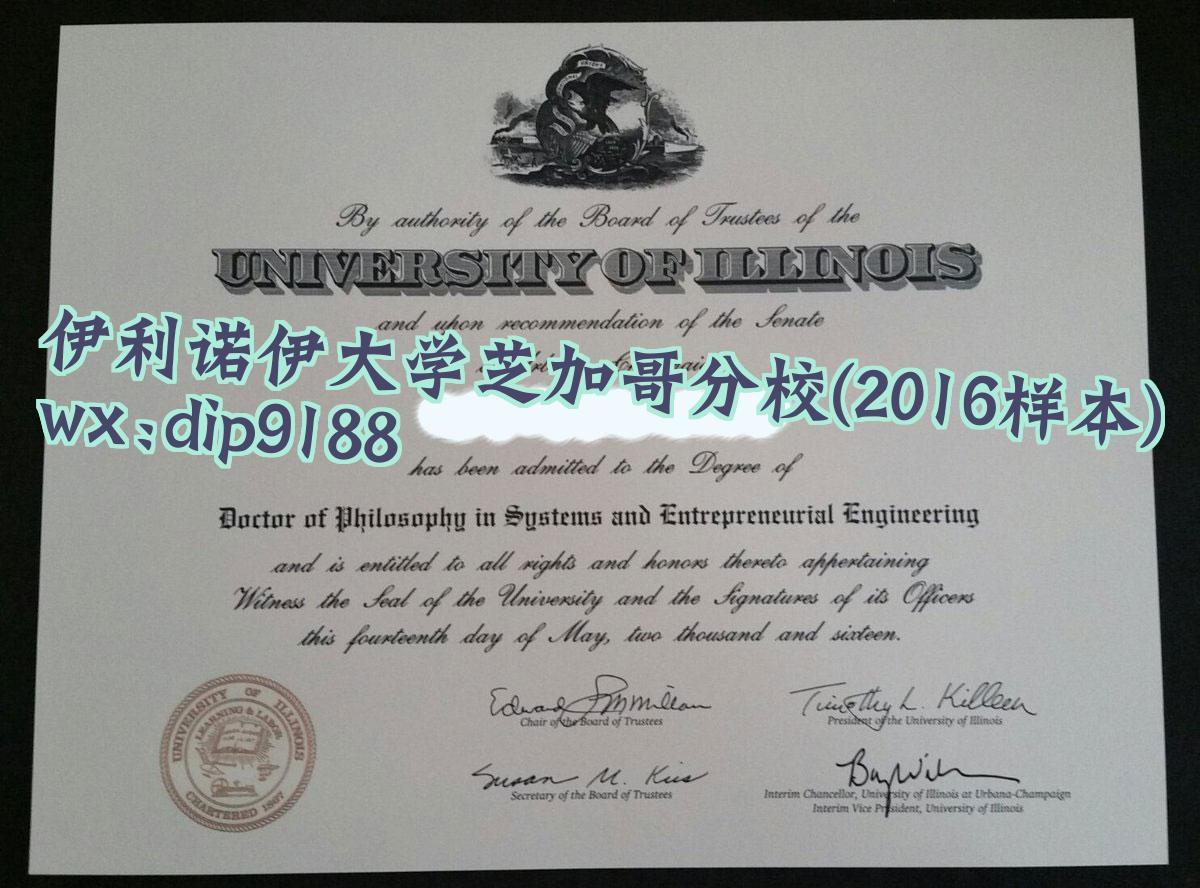 By authority of the Board of Trustees of the
UNIVERSITY OF ILLINOIS
and upon recommendation of the Senate
伊利诺伊大学芝加哥分校(2016样本)
wx:dip9188
has been admitted to the Degree of
Doctor of Philosophy in Systems and Entrepreneurial Engineering
and is entitled to all rights and honors thereto appertaining
Witness the Seal of the University and the Signatures of its Officers
this fourteenth day of May, two thousand and sixteen.
UNIVERSITY OF ILLINOIS
LEARNING & LABOR
CHARTERED 1867
Edward McMillan
Chair of the Board of Trustees
Timothy L. Killeen
President of the University of Illinois
Susan M. Kies
Secretary of the Board of Trustees
Interim Chancellor, University of Illinois at Urbana-Champaign
Interim Vice President, University of Illinois